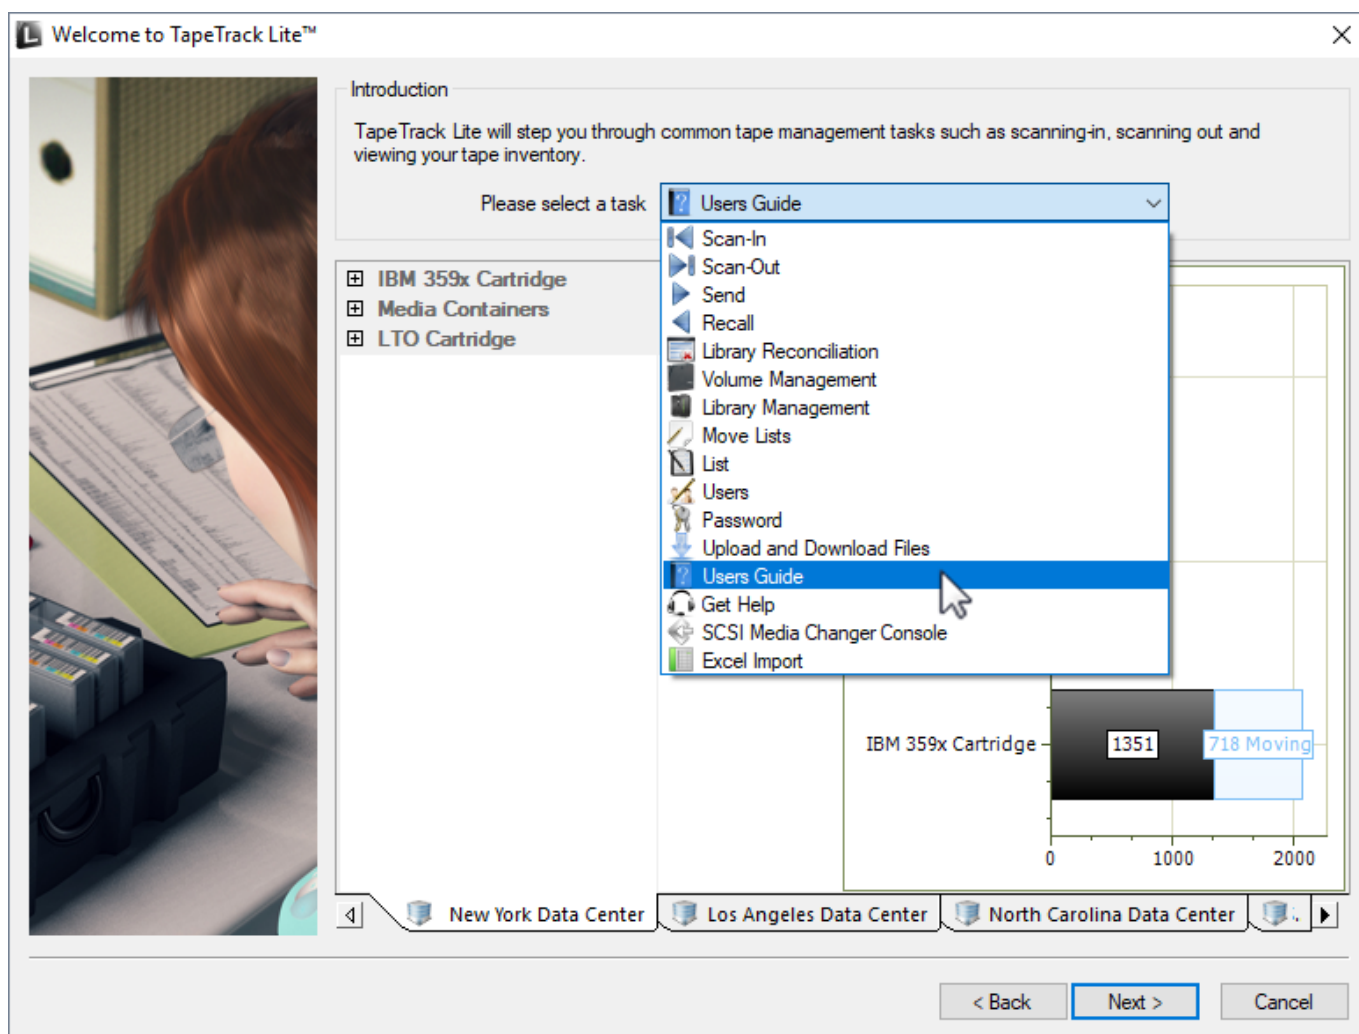 Welcome to TapeTrack Lite™
Introduction
TapeTrack Lite will step you through common tape management tasks such as scanning-in, scanning out and
viewing your tape inventory.
Please select a task
Users Guide
Scan-In
Scan-Out
Send
Recall
Library Reconciliation
Volume Management
Library Management
Move Lists
List
Users
Password
Upload and Download Files
Users Guide
Get Help
SCSI Media Changer Console
Excel Import
IBM 359x Cartridge
Media Containers
LTO Cartridge
IBM 359x Cartridge
1351
718 Moving
0 1000 2000
New York Data Center Los Angeles Data Center North Carolina Data Center
< Back Next > Cancel